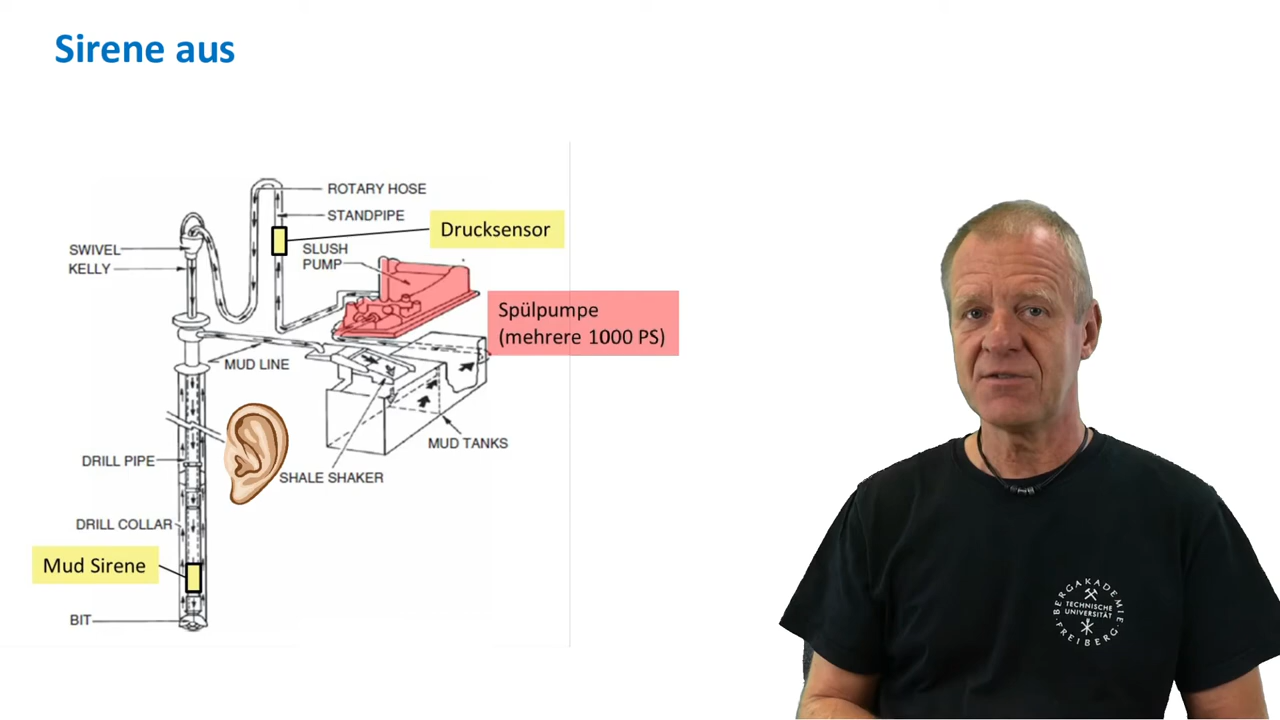 Sirene aus
ROTARY HOSE
STANDPIPE
Drucksensor
SWIVEL
SLUSH
PUMP
KELLY
Spülpumpe
(mehrere 1000 PS)
MUD LINE
MUD TANKS
DRILL PIPE
SHALE SHAKER
DRILL COLLAR
Mud Sirene
BIT
BERGAKADEMIE
TECHNISCHE
UNIVERSITÄT
FREIBERG